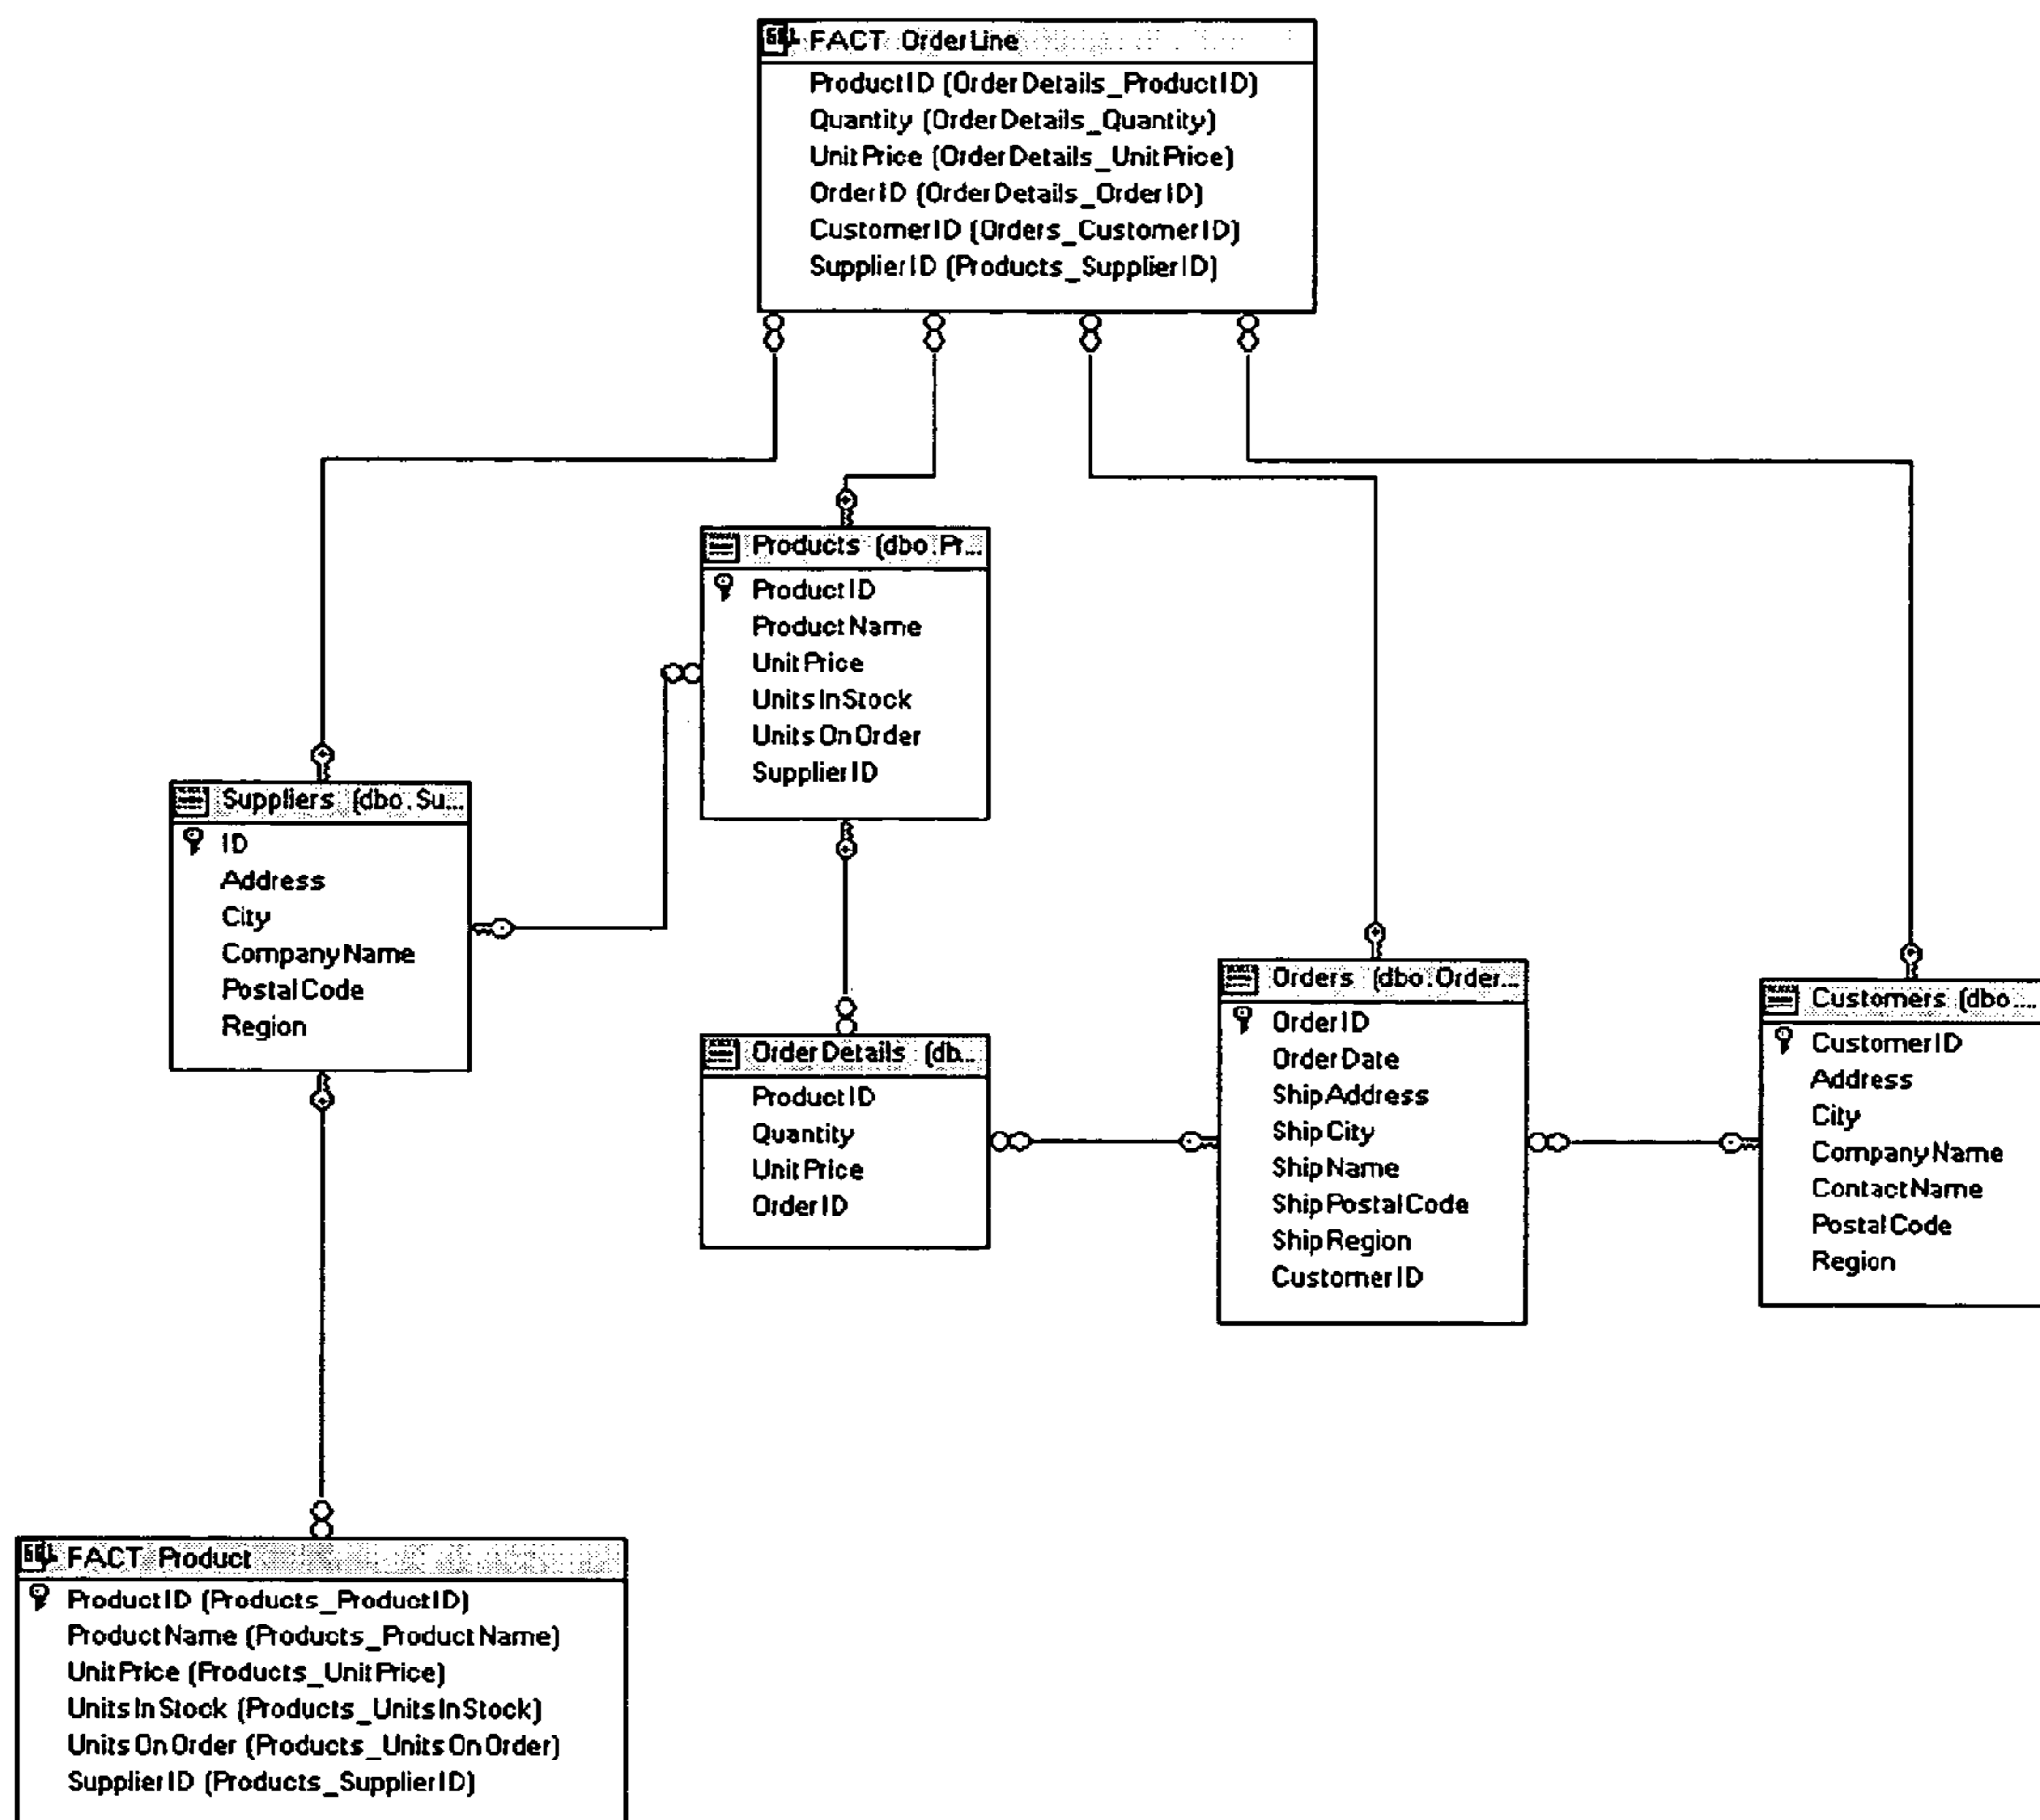 FACT OrderLine
ProductID (OrderDetails_ProductID)
Quantity (OrderDetails_Quantity)
UnitPrice (OrderDetails_UnitPrice)
OrderID (OrderDetails_OrderID)
CustomerID (Orders_CustomerID)
SupplierID (Products_SupplierID)
Products (dbo.Pr...
ProductID
ProductName
UnitPrice
UnitsInStock
UnitsOnOrder
SupplierID
Suppliers (dbo.Su...
ID
Address
City
CompanyName
PostalCode
Region
OrderDetails (db...
ProductID
Quantity
UnitPrice
OrderID
Orders (dbo.Order...
OrderID
OrderDate
ShipAddress
ShipCity
ShipName
ShipPostalCode
ShipRegion
CustomerID
Customers (dbo....
CustomerID
Address
City
CompanyName
ContactName
PostalCode
Region
FACT Product
ProductID (Products_ProductID)
ProductName (Products_ProductName)
UnitPrice (Products_UnitPrice)
UnitsInStock (Products_UnitsInStock)
UnitsOnOrder (Products_UnitsOnOrder)
SupplierID (Products_SupplierID)